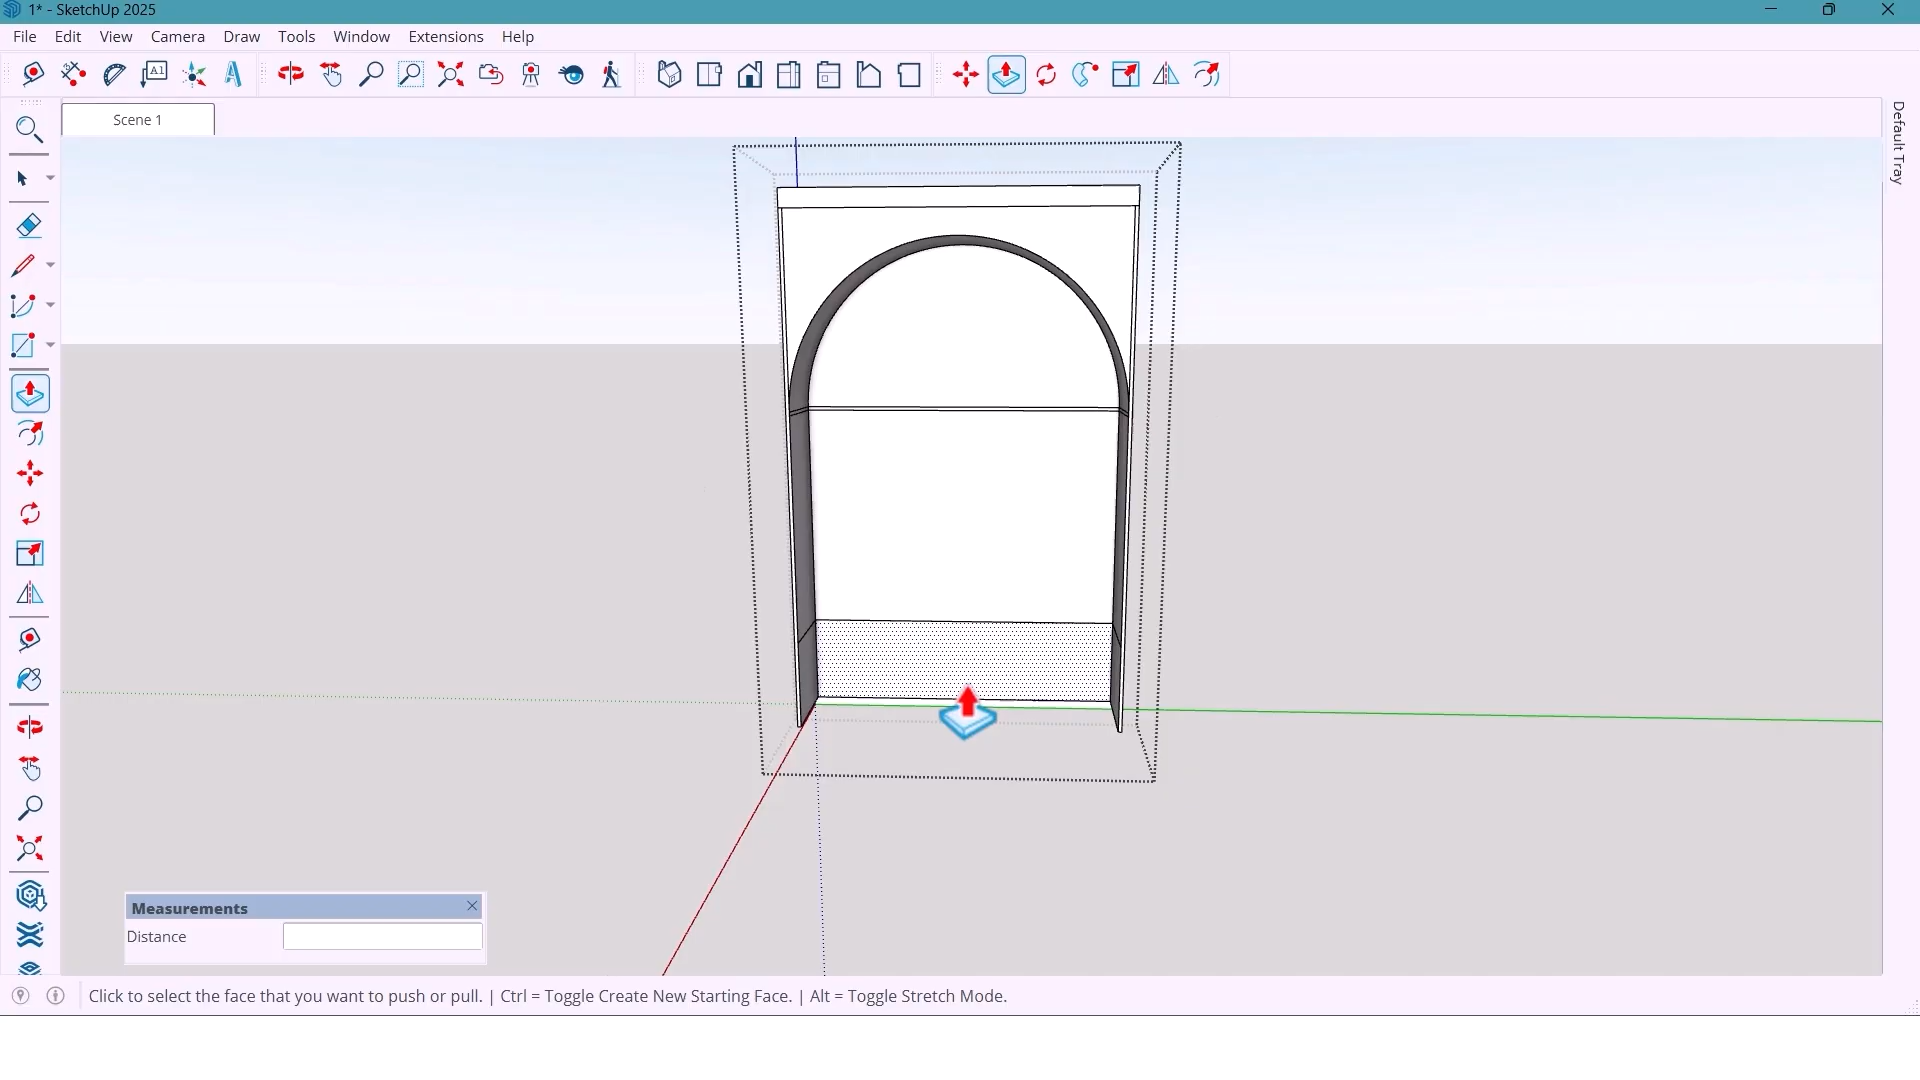 1* - SketchUp 2025
File Edit View Camera Draw Tools Window Extensions Help
A1
Scene 1
Default Tray
Measurements
Distance
Click to select the face that you want to push or pull. | Ctrl = Toggle Create New Starting Face. | Alt = Toggle Stretch Mode.